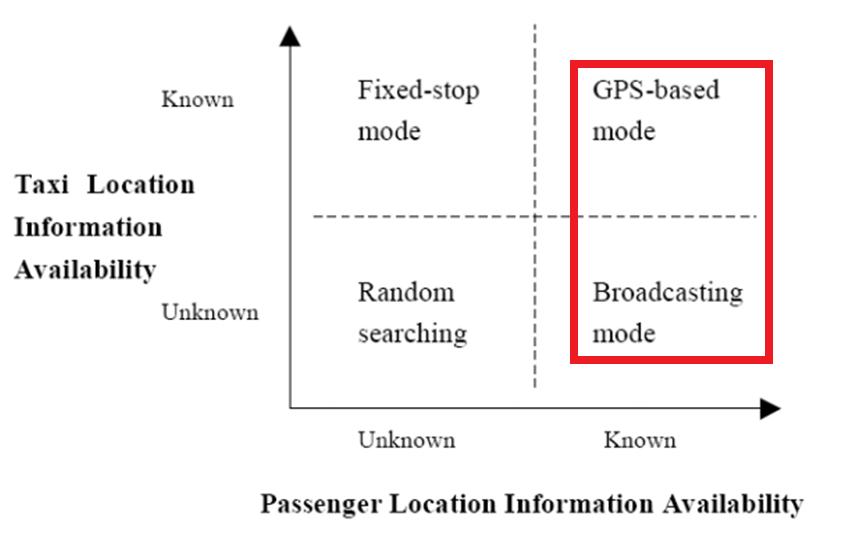 Known
Fixed-stop
mode
GPS-based
mode
Taxi Location
Information
Availability
Unknown
Random
searching
Broadcasting
mode
Unknown
Known
Passenger Location Information Availability